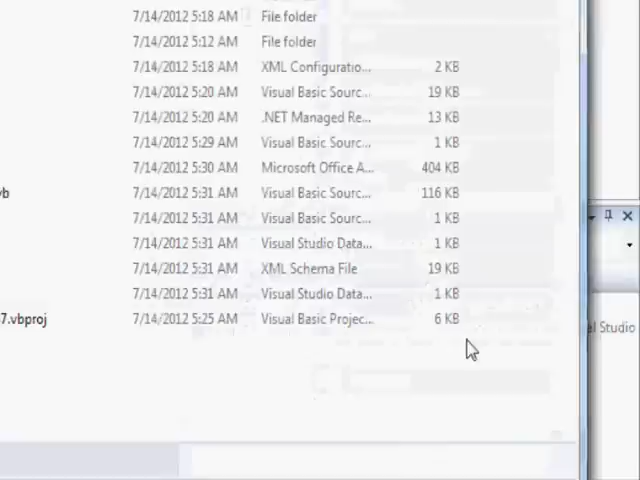 7/14/2012 5:18 AM File folder
7/14/2012 5:12 AM File folder
7/14/2012 5:18 AM XML Configuratio... 2 KB
7/14/2012 5:20 AM Visual Basic Sourc... 19 KB
7/14/2012 5:20 AM .NET Managed Re... 13 KB
7/14/2012 5:29 AM Visual Basic Sourc... 1 KB
7/14/2012 5:30 AM Microsoft Office A... 404 KB
vb 7/14/2012 5:31 AM Visual Basic Sourc... 116 KB
7/14/2012 5:31 AM Visual Basic Sourc... 1 KB
7/14/2012 5:31 AM Visual Studio Data... 1 KB
7/14/2012 5:31 AM XML Schema File 19 KB
7/14/2012 5:31 AM Visual Studio Data... 1 KB
7.vbproj 7/14/2012 5:25 AM Visual Basic Projec... 6 KB
al Studio